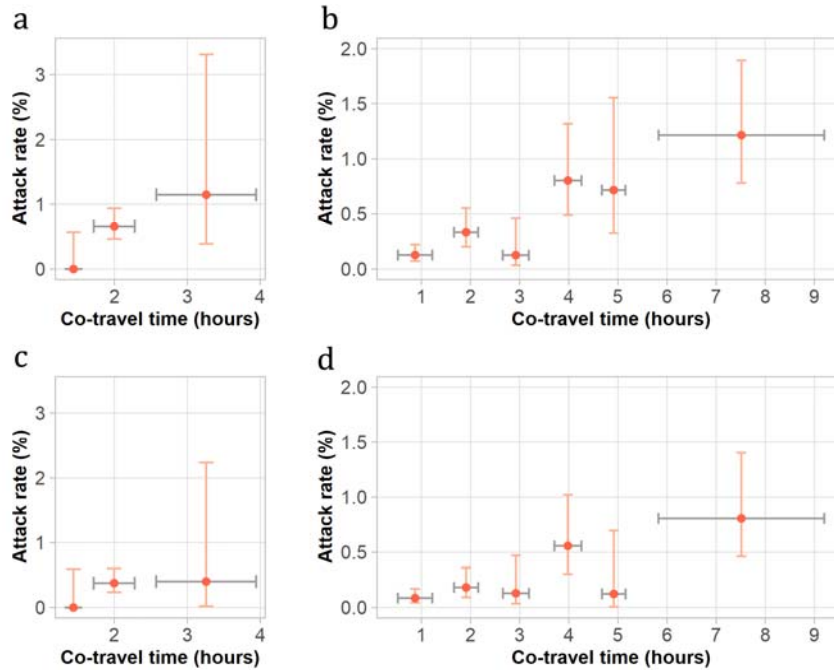 a
b
Attack rate (%)
3
2
1
0
2 3 4
Co-travel time (hours)
Attack rate (%)
2.0
1.5
1.0
0.5
0.0
1 2 3 4 5 6 7 8 9
Co-travel time (hours)
c
d
Attack rate (%)
3
2
1
0
2 3 4
Co-travel time (hours)
Attack rate (%)
2.0
1.5
1.0
0.5
0.0
1 2 3 4 5 6 7 8 9
Co-travel time (hours)